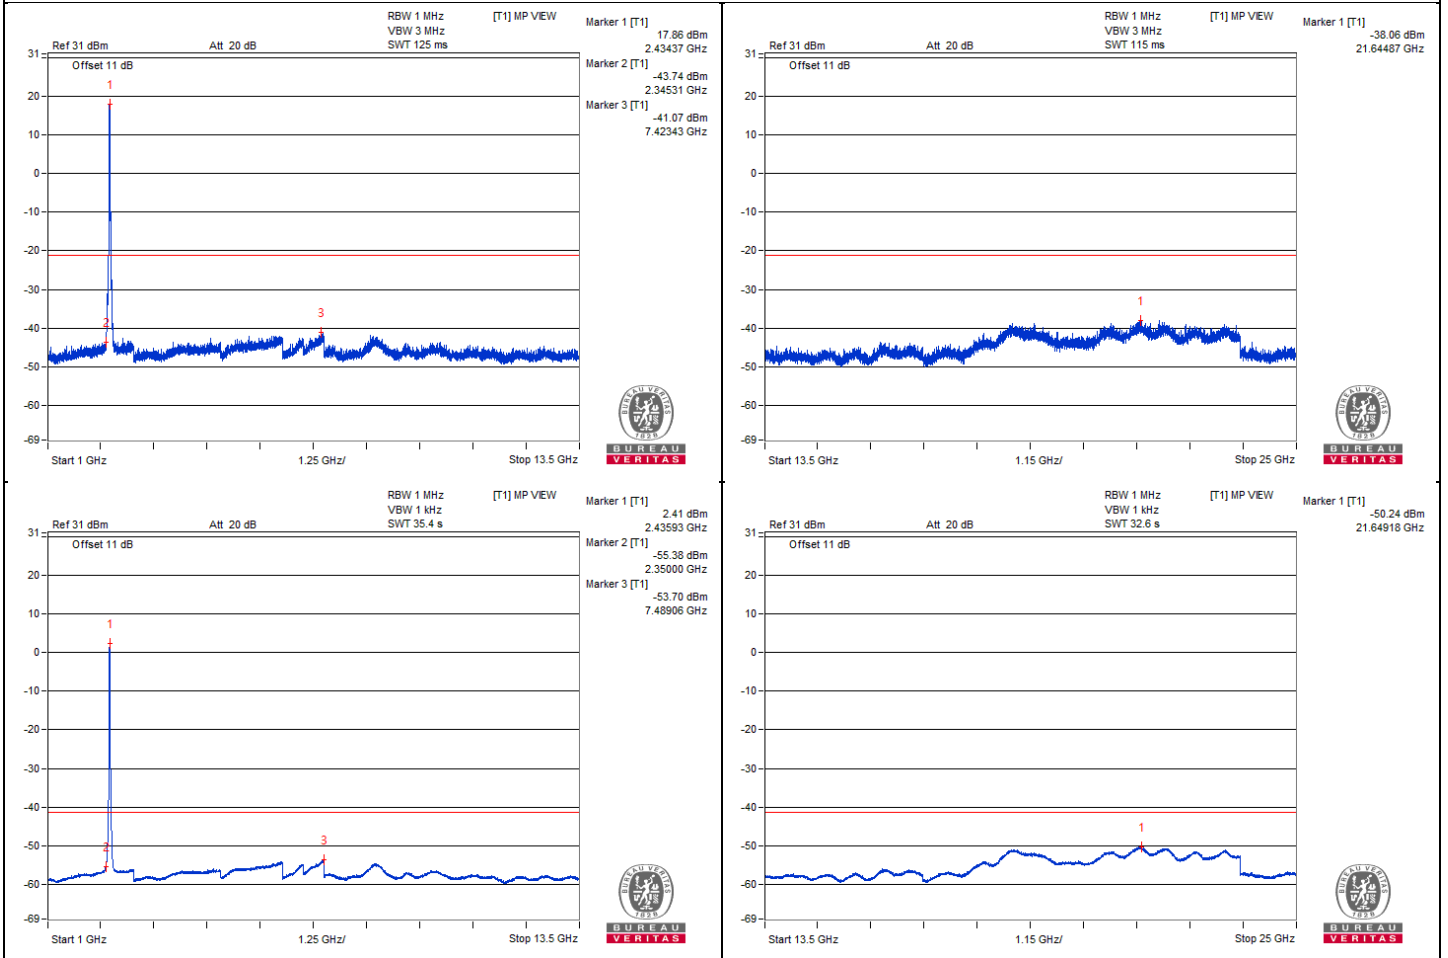 RBW 1 MHz [T1] MP VIEW Marker 1 [T1]
VBW 3 MHz 17.86 dBm
Ref 31 dBm Att 20 dB SWT 125 ms 2.43437 GHz
Offset 11 dB Marker 2 [T1]
-43.74 dBm
2.34531 GHz
Marker 3 [T1]
-41.07 dBm
7.42343 GHz
31
20
10
0
-10
-20
-30
-40
-50
-60
-69
1
2
3
Start 1 GHz 1.25 GHz/ Stop 13.5 GHz
BUREAU VERITAS
1828
BUREAU
VERITAS
RBW 1 MHz [T1] MP VIEW Marker 1 [T1]
VBW 3 MHz -38.06 dBm
Ref 31 dBm Att 20 dB SWT 115 ms 21.64487 GHz
Offset 11 dB
31
20
10
0
-10
-20
-30
-40
-50
-60
-69
1
Start 13.5 GHz 1.15 GHz/ Stop 25 GHz
BUREAU VERITAS
1828
BUREAU
VERITAS
RBW 1 MHz [T1] MP VIEW Marker 1 [T1]
VBW 1 kHz 2.41 dBm
Ref 31 dBm Att 20 dB SWT 35.4 s 2.43593 GHz
Offset 11 dB Marker 2 [T1]
-55.38 dBm
2.35000 GHz
Marker 3 [T1]
-53.70 dBm
7.48906 GHz
31
20
10
0
-10
-20
-30
-40
-50
-60
-69
1
2
3
Start 1 GHz 1.25 GHz/ Stop 13.5 GHz
BUREAU VERITAS
1828
BUREAU
VERITAS
RBW 1 MHz [T1] MP VIEW Marker 1 [T1]
VBW 1 kHz -50.24 dBm
Ref 31 dBm Att 20 dB SWT 32.6 s 21.64918 GHz
Offset 11 dB
31
20
10
0
-10
-20
-30
-40
-50
-60
-69
1
Start 13.5 GHz 1.15 GHz/ Stop 25 GHz
BUREAU VERITAS
1828
BUREAU
VERITAS